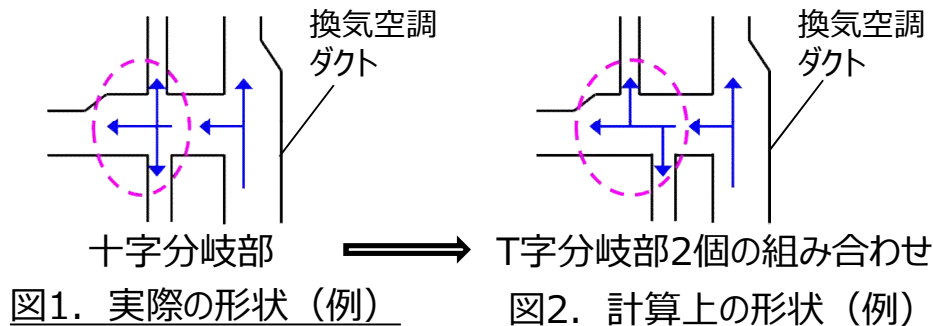 換気空調
ダクト
換気空調
ダクト
十字分岐部
T字分岐部2個の組み合わせ
図1. 実際の形状（例）
図2. 計算上の形状（例）